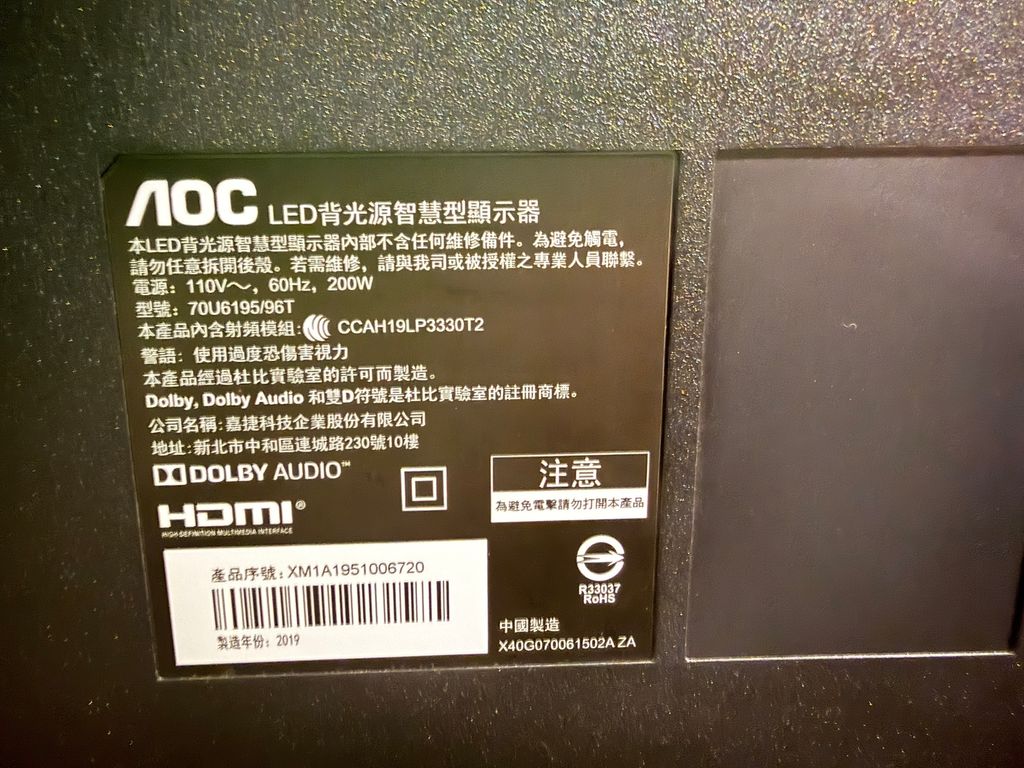 AOC LED背光源智慧型顯示器
本LED背光源智慧型顯示器內部不含任何維修備件。為避免觸電,
請勿任意拆開後殼。若需維修，請與我司或被授權之專業人員聯繫。
電源：110V～，60Hz，200W
型號：70U6195/96T
本產品內含射頻模組: CCAH19LP3330T2
警語：使用過度恐傷害視力
本產品經過杜比實驗室的許可而製造。
Dolby, Dolby Audio 和雙D符號是杜比實驗室的註冊商標。
公司名稱:嘉捷科技企業股份有限公司
地址:新北市中和區連城路230號10樓
DOLBY AUDIO™
HDMI®
HIGH-DEFINITION MULTIMEDIA INTERFACE
注意
為避免電擊請勿打開本產品
產品序號: XM1A1951006720
製造年份: 2019
R33037
RoHS
中國製造
X40G070061502A ZA